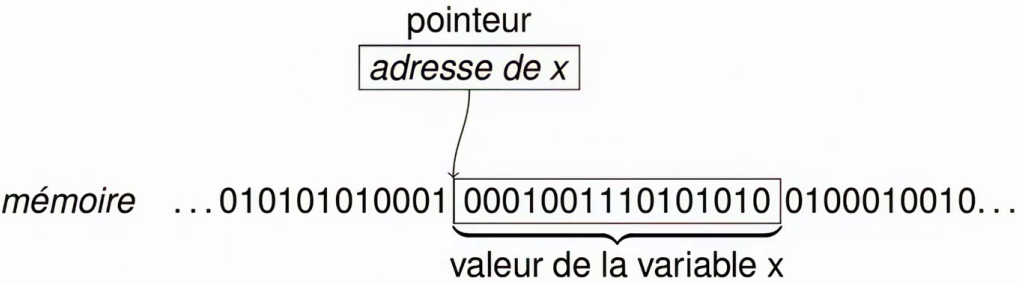 pointeur
adresse de x
mémoire ...010101010001 0001001110101010 0100010010...
valeur de la variable x